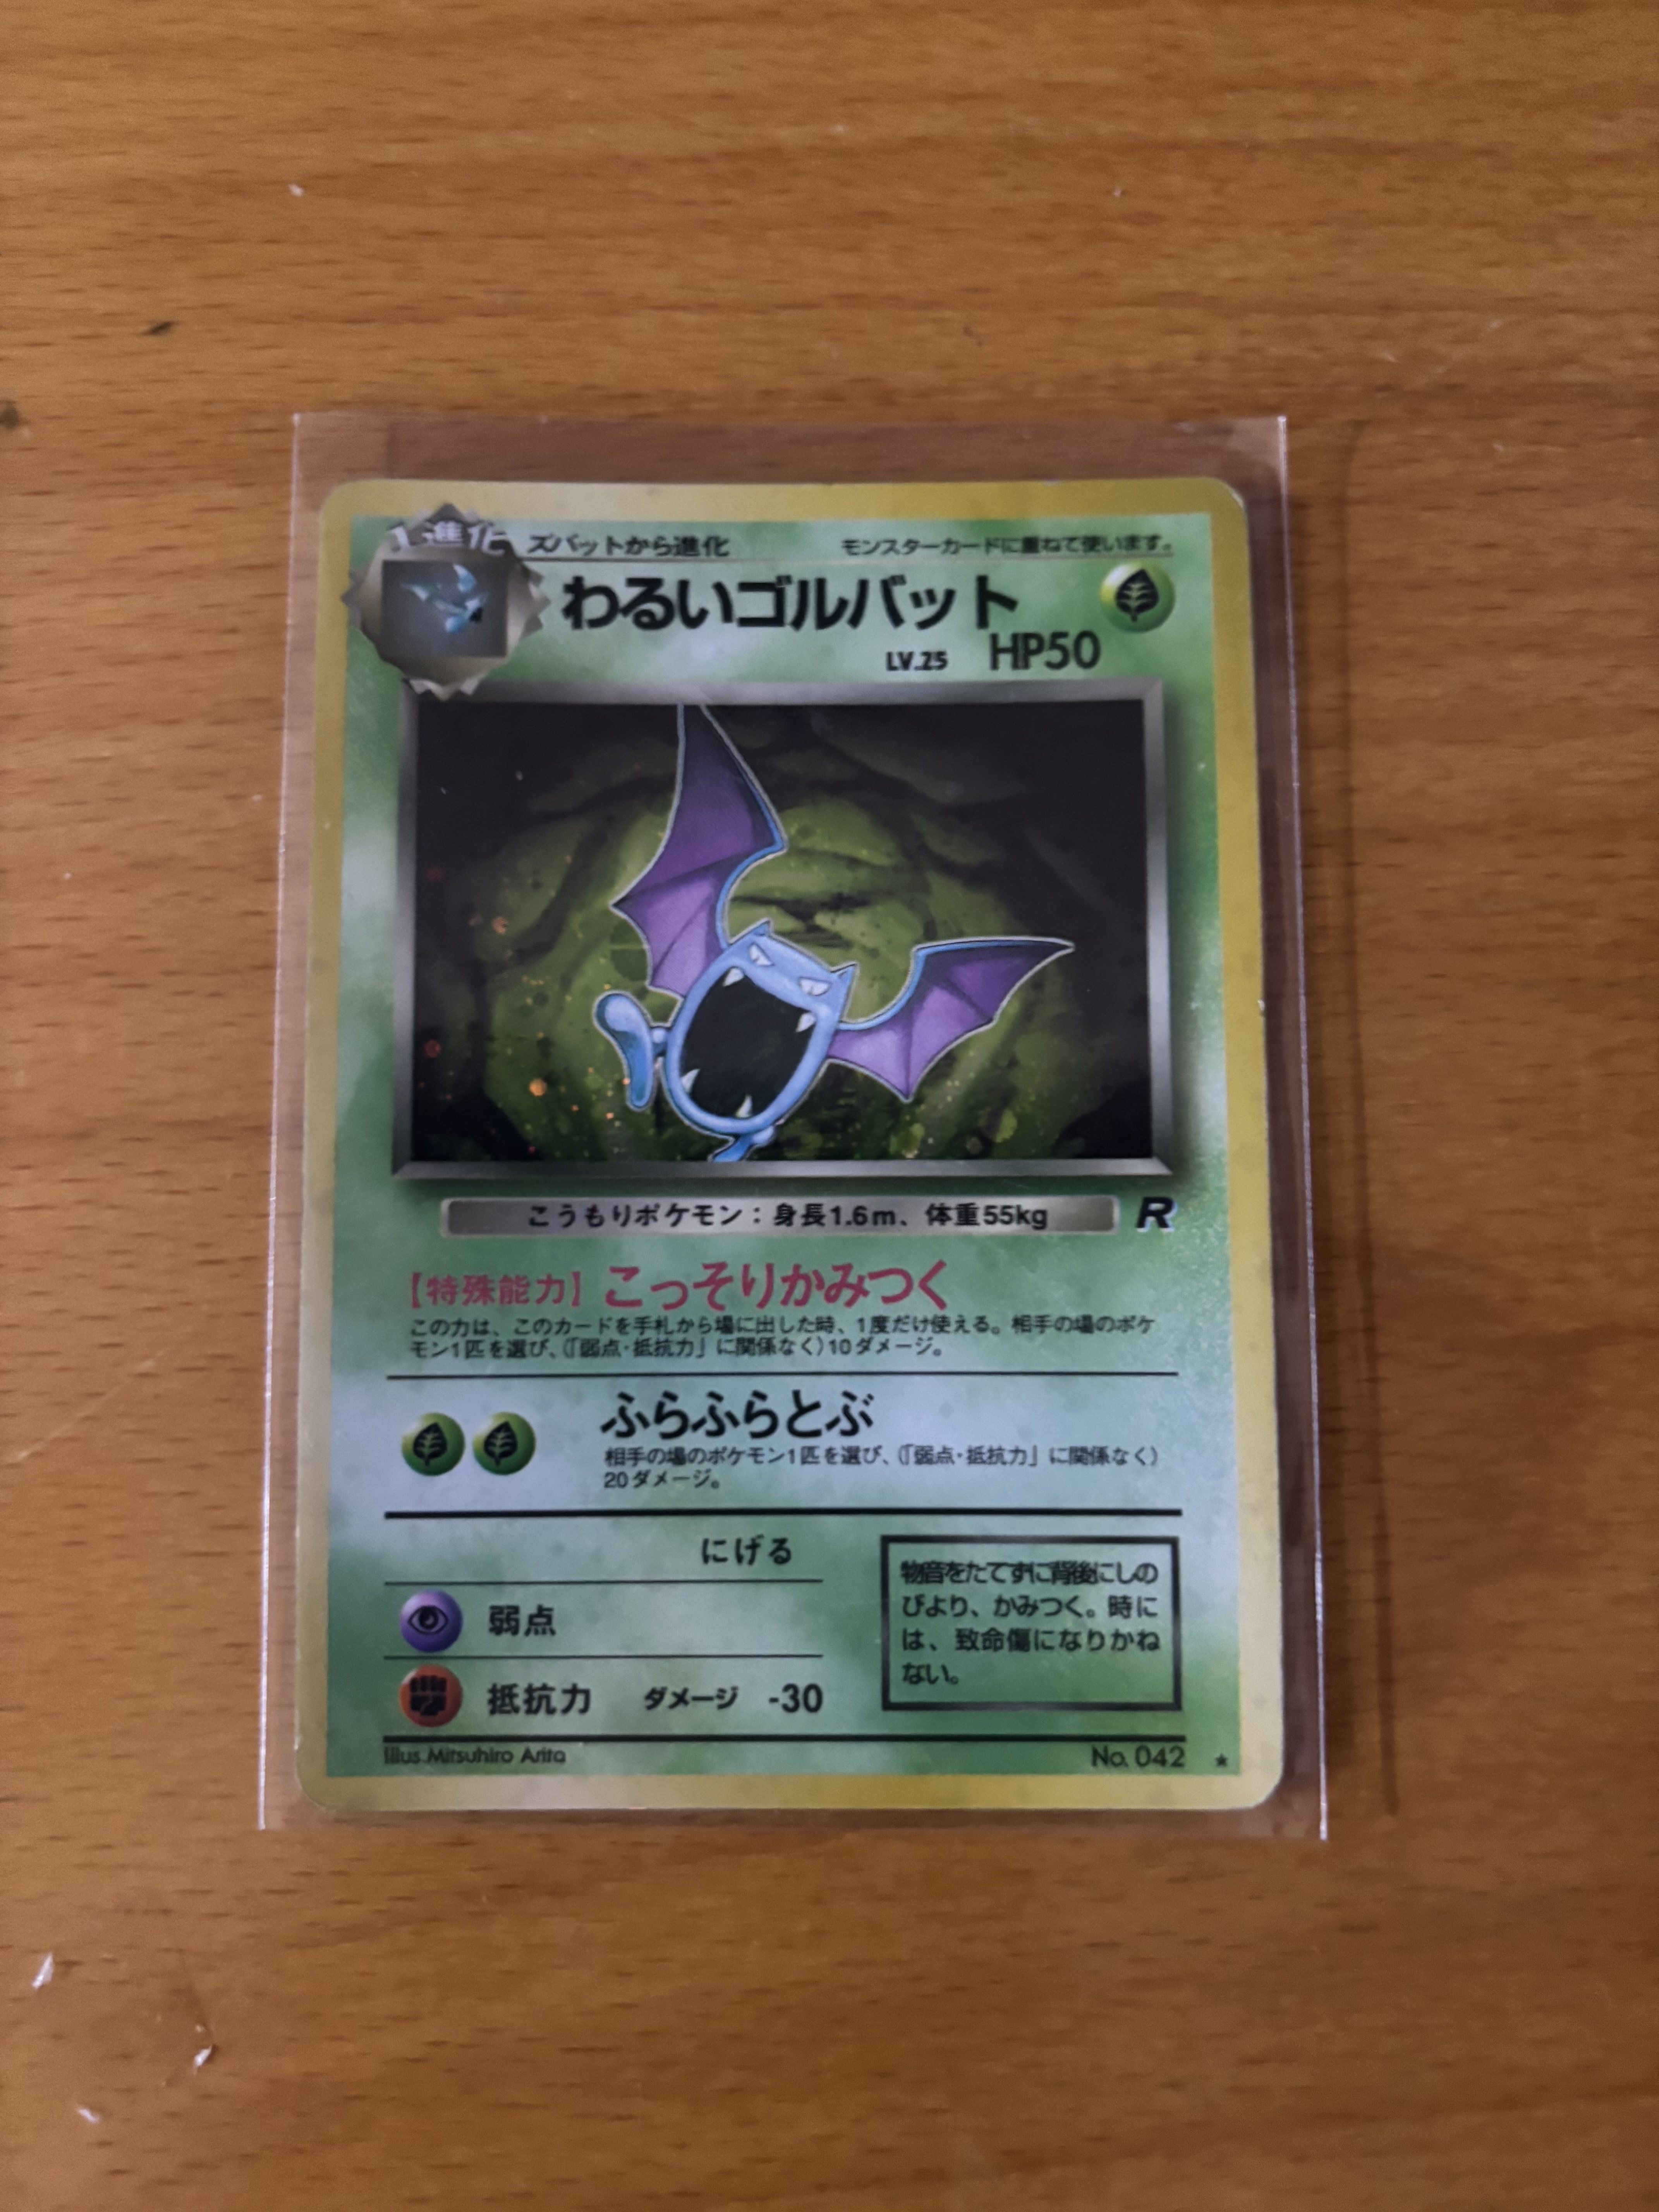 1進化
ズバットから進化
モンスターカードに重ねて使います。
わるいゴルバット
LV.25 HP50
こうもりポケモン：身長1.6m、体重55kg
R
【特殊能力】こっそりかみつく
この力は、このカードを手札から場に出した時、1度だけ使える。相手の場のポケ
モン1匹を選び、（「弱点・抵抗力」に関係なく）10ダメージ。
ふらふらとぶ
相手の場のポケモン1匹を選び、（「弱点・抵抗力」に関係なく）
20ダメージ。
にげる
弱点
抵抗力 ダメージ -30
物音をたてずに背後にしの
びより、かみつく。時に
は、致命傷になりかね
ない。
Illus.Mitsuhiro Arita
No. 042 ★